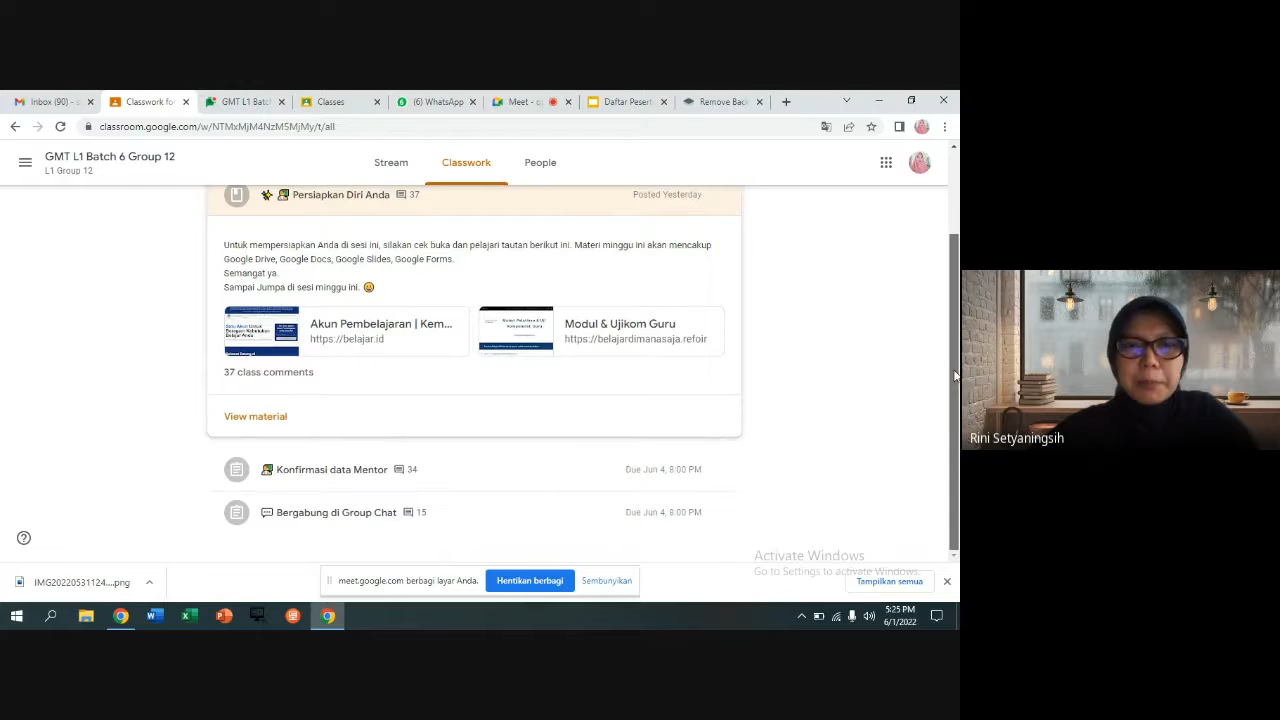 Inbox (90) - s
Classwork fo
GMT L1 Batc
Classes
(6) WhatsApp
Meet - o
Daftar Pesert
Remove Back
classroom.google.com/w/NTMxMjM4NzM5MjMy/t/all
GMT L1 Batch 6 Group 12
L1 Group 12
Stream
Classwork
People
Persiapkan Diri Anda 37
Posted Yesterday
Untuk mempersiapkan Anda di sesi ini, silakan cek buka dan pelajari tautan berikut ini. Materi minggu ini akan mencakup
Google Drive, Google Docs, Google Slides, Google Forms.
Semangat ya.
Sampai Jumpa di sesi minggu ini.
Akun Pembelajaran | Kem...
https://belajar.id
Modul & Ujikom Guru
https://belajardimanasaja.refoir
37 class comments
View material
Konfirmasi data Mentor 34
Due Jun 4, 8:00 PM
Bergabung di Group Chat 15
Due Jun 4, 8:00 PM
Activate Windows
Go to Settings to activate Windows.
IMG20220531124....png
meet.google.com berbagi layar Anda.
Hentikan berbagi
Sembunyikan
Tampilkan semua
5:25 PM
6/1/2022
Rini Setyaningsih